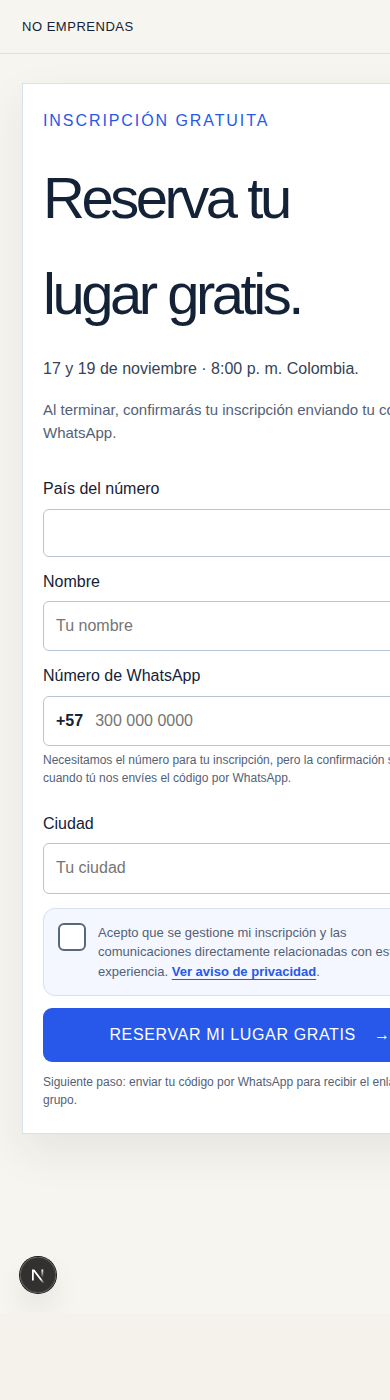 NO EMPRENDAS
INSCRIPCIÓN GRATUITA
Reserva tu
lugar gratis.
17 y 19 de noviembre · 8:00 p. m. Colombia.
Al terminar, confirmarás tu inscripción enviando tu
WhatsApp.
País del número
Nombre
Tu nombre
Número de WhatsApp
+57 300 000 0000
Necesitamos el número para tu inscripción, pero la confirmación
cuando tú nos envíes el código por WhatsApp.
Ciudad
Tu ciudad
Acepto que se gestione mi inscripción y las
comunicaciones directamente relacionadas con
experiencia. Ver aviso de privacidad.
RESERVAR MI LUGAR GRATIS →
Siguiente paso: enviar tu código por WhatsApp para recibir el
grupo.
N